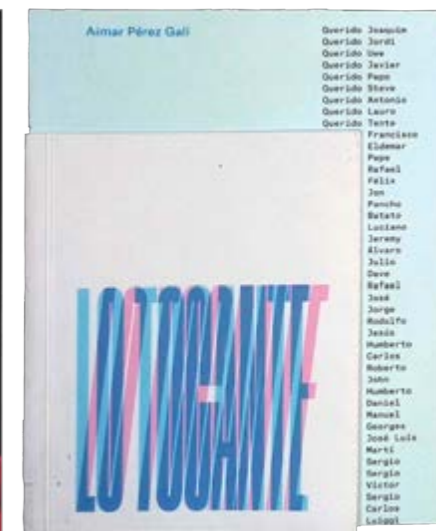 Aimar Pérez Galí
Querido Joaquim
Querido Jordi
Querido Uwe
Querido Javier
Querido Pepe
Querido Steve
Querido Antonio
Querido Lauro
Querido Tente
Francisco
Eldemar
Pepe
Rafael
Félix
Jon
Pancho
Batato
Luciano
Jeremy
Álvaro
Julio
Dave
Rafael
José
Jorge
Rodolfo
Jesús
Humberto
Carlos
Roberto
John
Humberto
Daniel
Manuel
Georges
José Luis
Martí
Sergio
Sergio
Víctor
Sergio
Carlos
Luiggi
LO TOCANTE